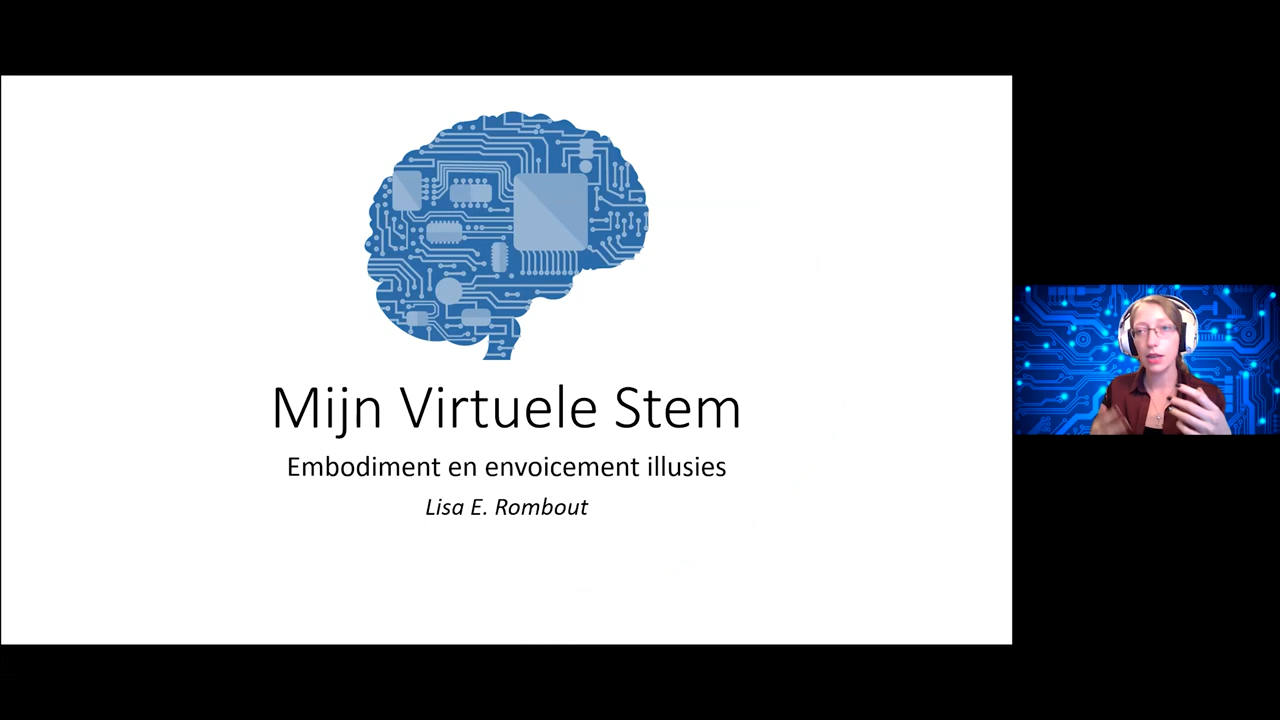 Mijn Virtuele Stem
Embodiment en envoicement illusies
Lisa E. Rombout